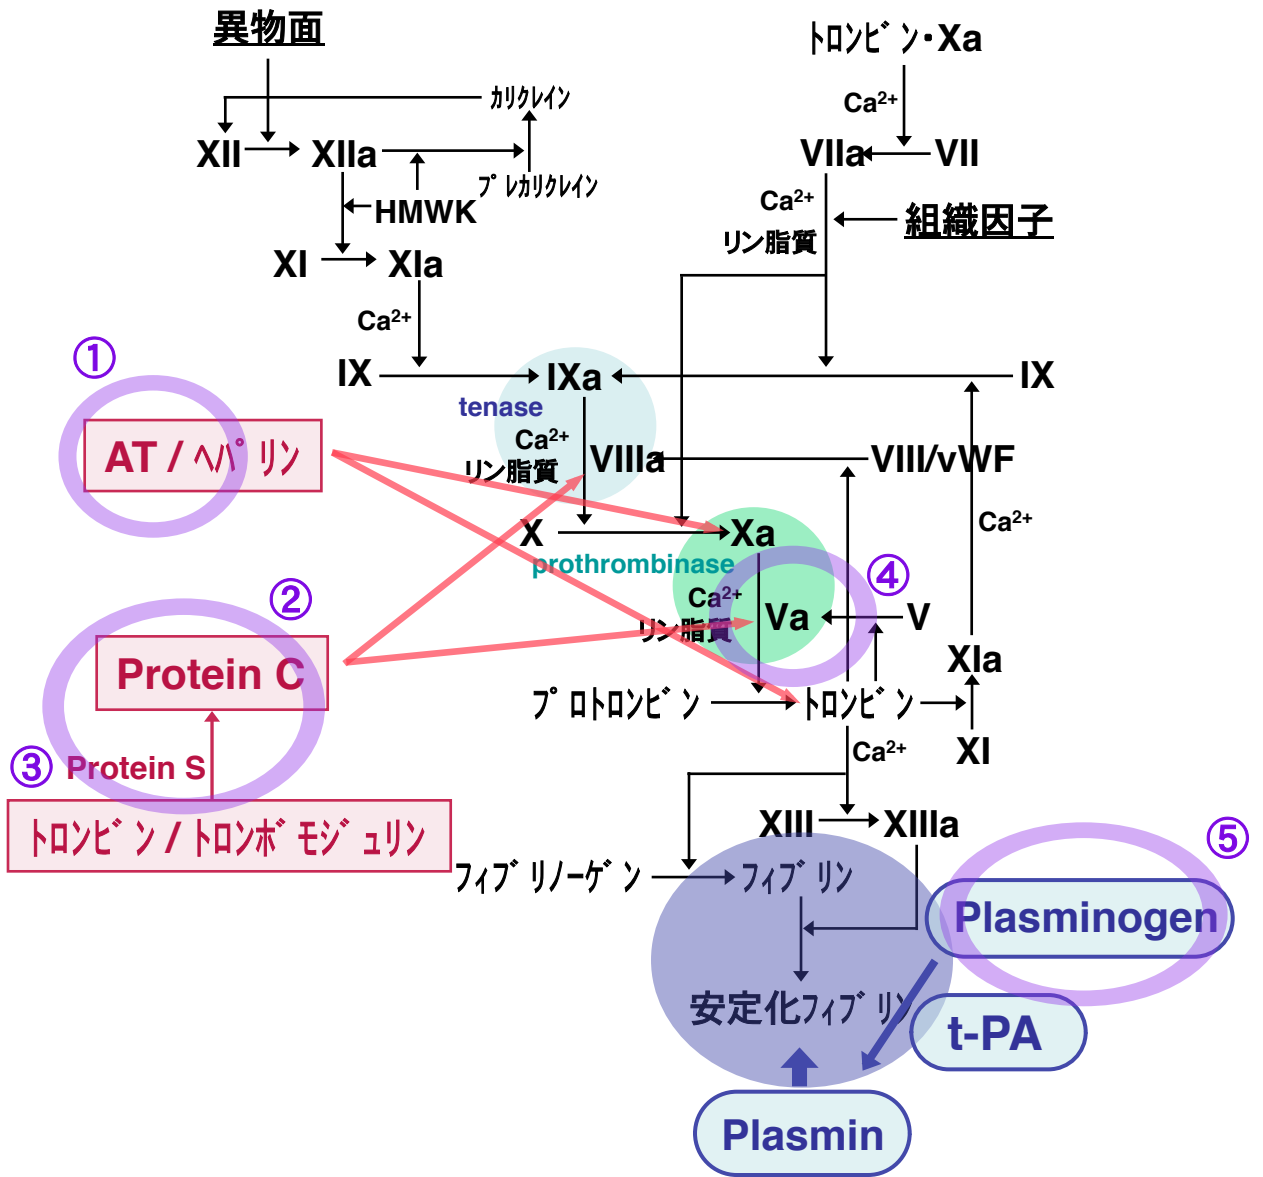 異物面
トロンビン・Xa
カリクレイン
Ca2+
XII
XIIa
VIIa
VII
プレカリクレイン
Ca2+
HMWK
組織因子
リン脂質
XI
XIa
Ca2+
①
IX
IXa
IX
tenase
AT / ヘパリン
Ca2+
リン脂質
VIIIa
VIII/vWF
Ca2+
X
Xa
prothrombinase
④
②
Ca2+
リン脂質
Va
V
Protein C
XIa
プロトロンビン
トロンビン
③
Protein S
Ca2+
XI
トロンビン / トロンボモジュリン
XIII
XIIIa
⑤
フィブリノーゲン
フィブリン
Plasminogen
安定化フィブリン
t-PA
Plasmin